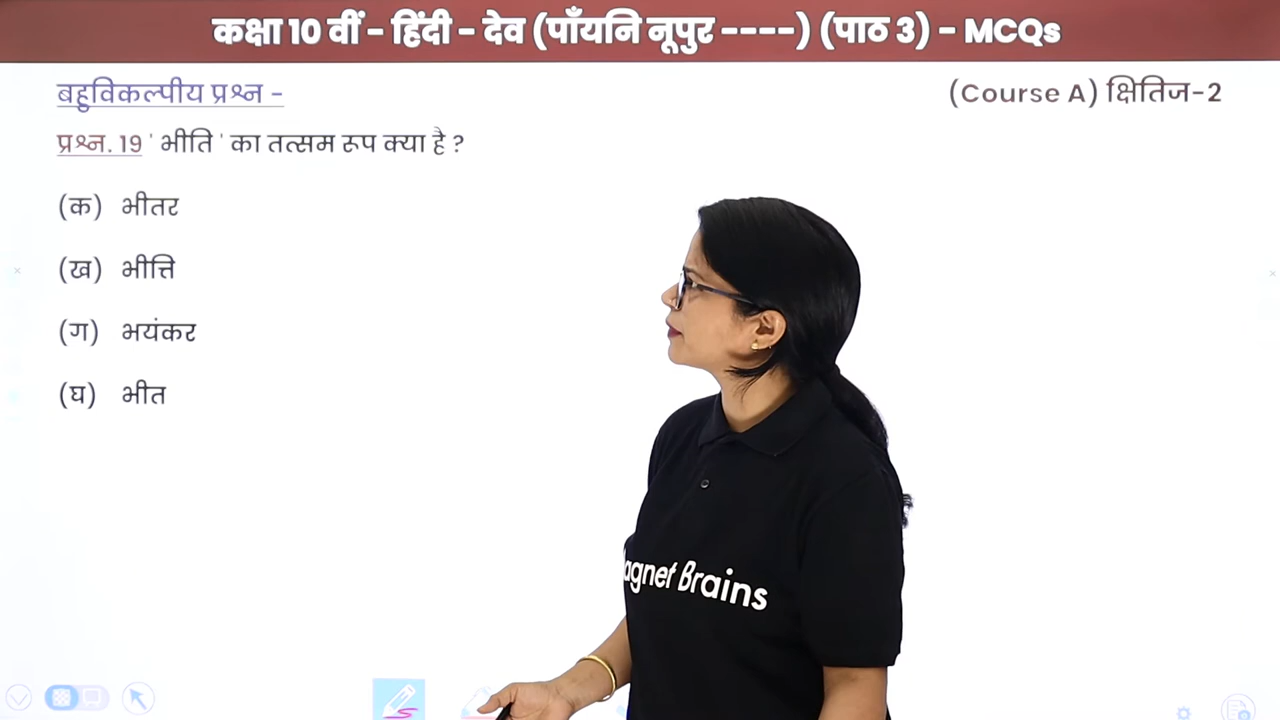 कक्षा 10 वीं - हिंदी - देव (पाँयनि नूपुर ----) (पाठ 3) - MCQs
बहुविकल्पीय प्रश्न -
(Course A) क्षितिज-2
प्रश्न. 19 ' भीति ' का तत्सम रूप क्या है ?
(क) भीतर
(ख) भीत्ति
(ग) भयंकर
(घ) भीत
agnet Brains